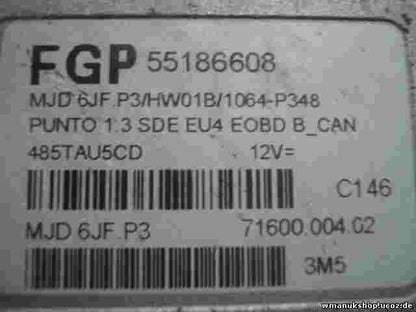 FGP 55186608
MJD 6JF.P3/HW01B/1064-P348
PUNTO 1.3 SDE EU4 EOBD B_CAN
485TAU5CD 12V=
C146
MJD 6JF.P3 71600.004.02
3M5
wmanukshop!ucoz!de